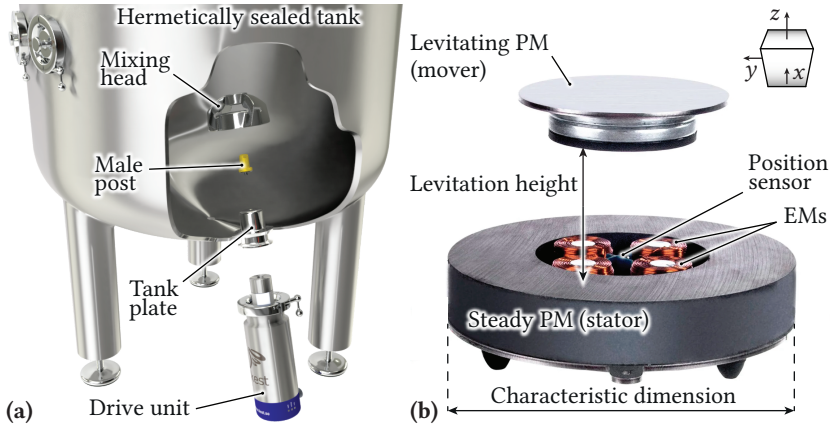 Hermetically sealed tank
Mixing
head
Male
post
Tank
plate
Drive unit
(a)
Levitating PM
(mover)
z
y
x
Levitation height
Position
sensor
EMs
Steady PM (stator)
Characteristic dimension
(b)